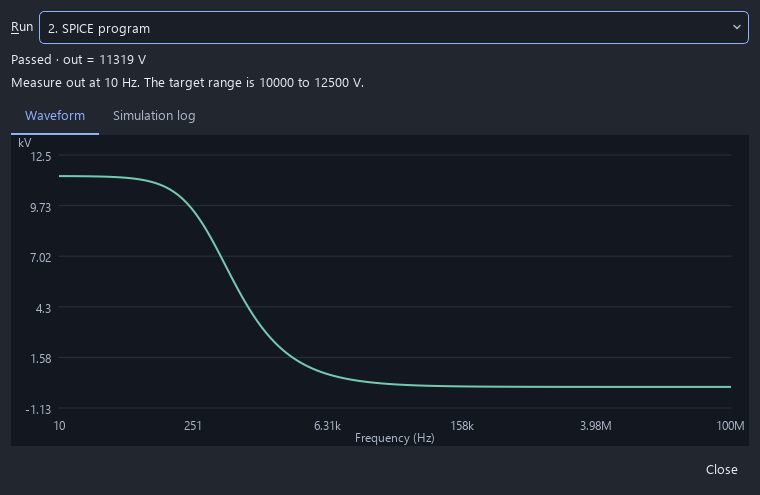 Run 2. SPICE program
Passed · out = 11319 V
Measure out at 10 Hz. The target range is 10000 to 12500 V.
Waveform Simulation log
kV
12.5
9.73
7.02
4.3
1.58
-1.13
10 251 6.31k 158k 3.98M 100M
Frequency (Hz)
Close